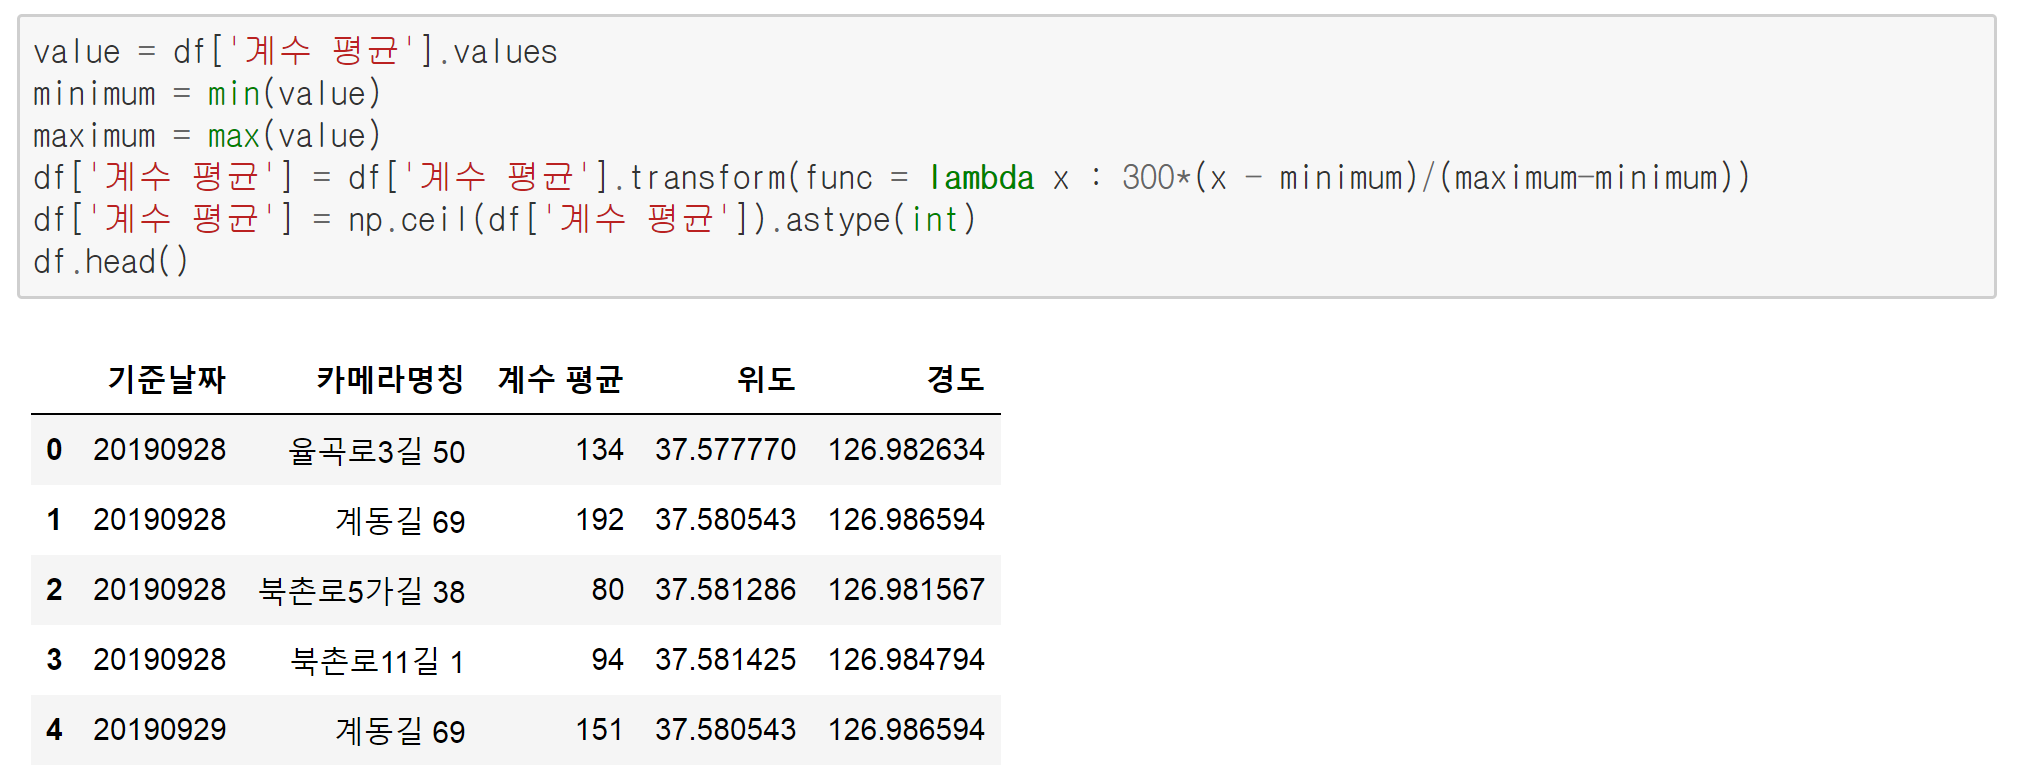 value = df['계수 평균'].values
minimum = min(value)
maximum = max(value)
df['계수 평균'] = df['계수 평균'].transform(func = lambda x : 300*(x - minimum)/(maximum-minimum))
df['계수 평균'] = np.ceil(df['계수 평균']).astype(int)
df.head()
기준날짜 카메라명칭 계수 평균 위도 경도
0 20190928 율곡로3길 50 134 37.577770 126.982634
1 20190928 계동길 69 192 37.580543 126.986594
2 20190928 북촌로5가길 38 80 37.581286 126.981567
3 20190928 북촌로11길 1 94 37.581425 126.984794
4 20190929 계동길 69 151 37.580543 126.986594